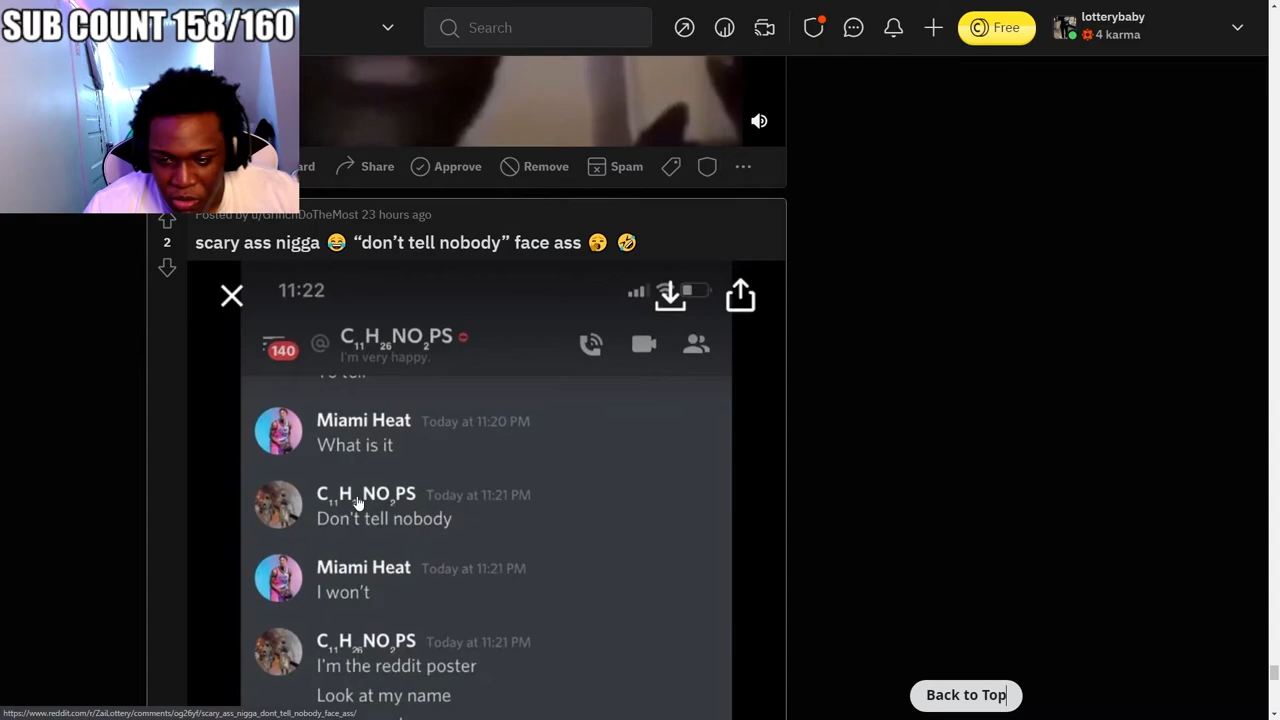 SUB COUNT 158/160
Search
Free
lotterybaby
4 karma
Share
Approve
Remove
Spam
Posted by u/GrinchDoTheMost 23 hours ago
2
scary ass nigga 😂 “don’t tell nobody” face ass 🥱 🤣
11:22
140
@
C₁₁H₂₆NO₂PS
I'm very happy.
Miami Heat Today at 11:20 PM
What is it
C₁₁H₂₆NO₂PS Today at 11:21 PM
Don't tell nobody
Miami Heat Today at 11:21 PM
I won’t
C₁₁H₂₆NO₂PS Today at 11:21 PM
I'm the reddit poster
Look at my name
Back to Top
https://www.reddit.com/r/ZaiLottery/comments/og26yf/scary_ass_nigga_dont_tell_nobody_face_ass/